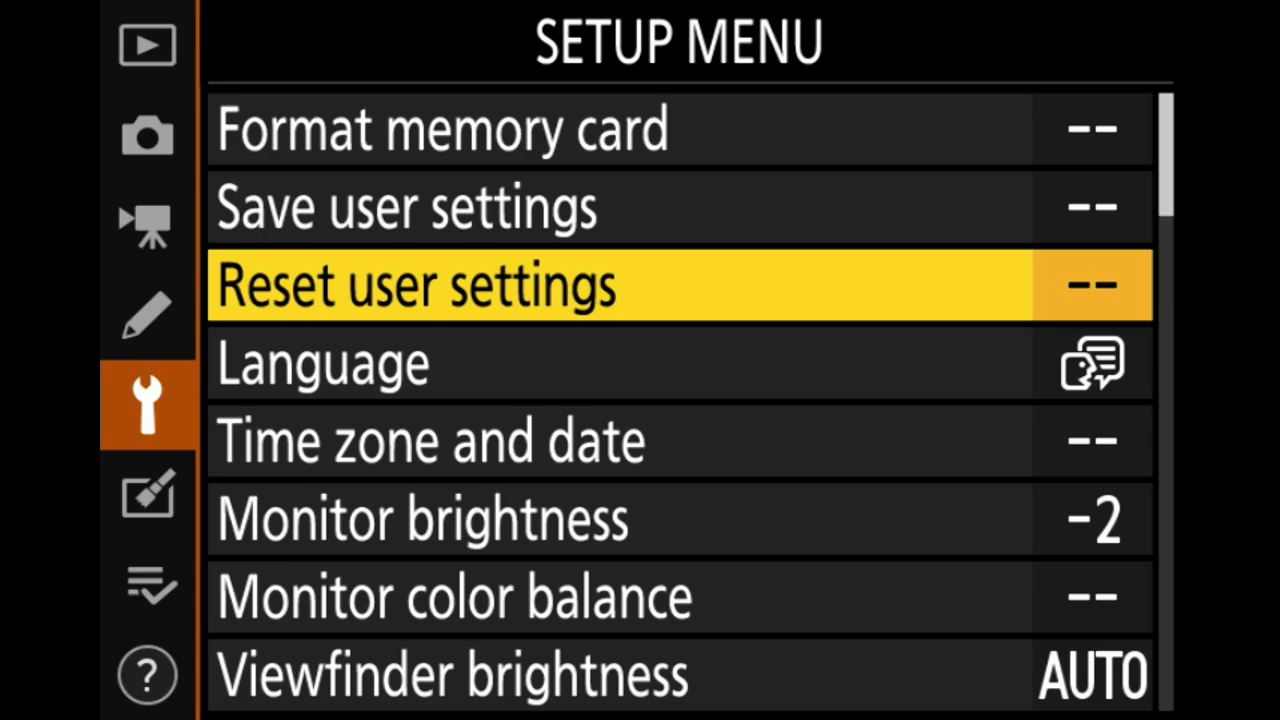 SETUP MENU
Format memory card --
Save user settings --
Reset user settings --
Language
Time zone and date --
Monitor brightness -2
Monitor color balance --
Viewfinder brightness AUTO
?